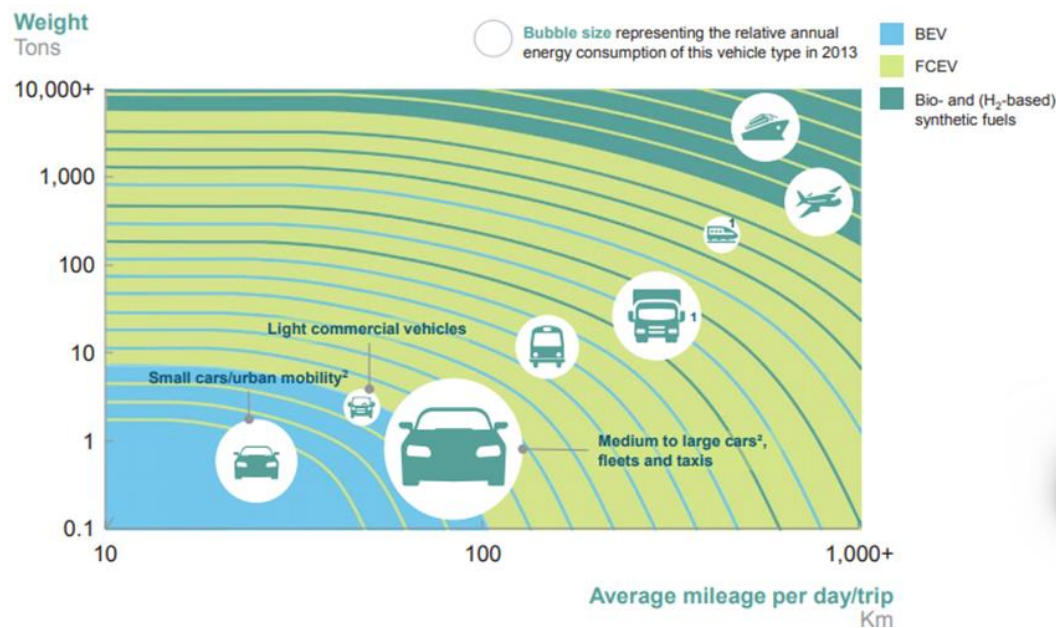 Weight
Tons
Bubble size representing the relative annual
energy consumption of this vehicle type in 2013
BEV
FCEV
Bio- and (H₂-based)
synthetic fuels
10,000+
1,000
100
10
1
0.1
1
1
Light commercial vehicles
Small cars/urban mobility²
Medium to large cars²,
fleets and taxis
10
100
1,000+
Average mileage per day/trip
Km